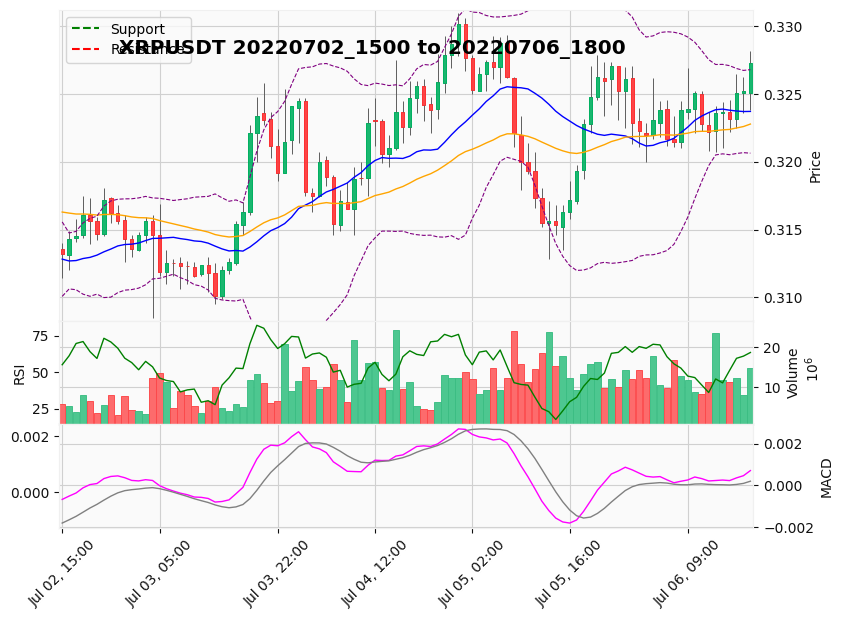 XRPUSDT 20220702_1500 to 20220706_1800
Support
0.330
0.325
0.320
0.315
0.310
Price
75
50
25
RSI
20
10
Volume
10^6
0.002
0.000
0.002
0.000
−0.002
MACD
Jul 02, 15:00
Jul 03, 05:00
Jul 03, 22:00
Jul 04, 12:00
Jul 05, 02:00
Jul 05, 16:00
Jul 06, 09:00